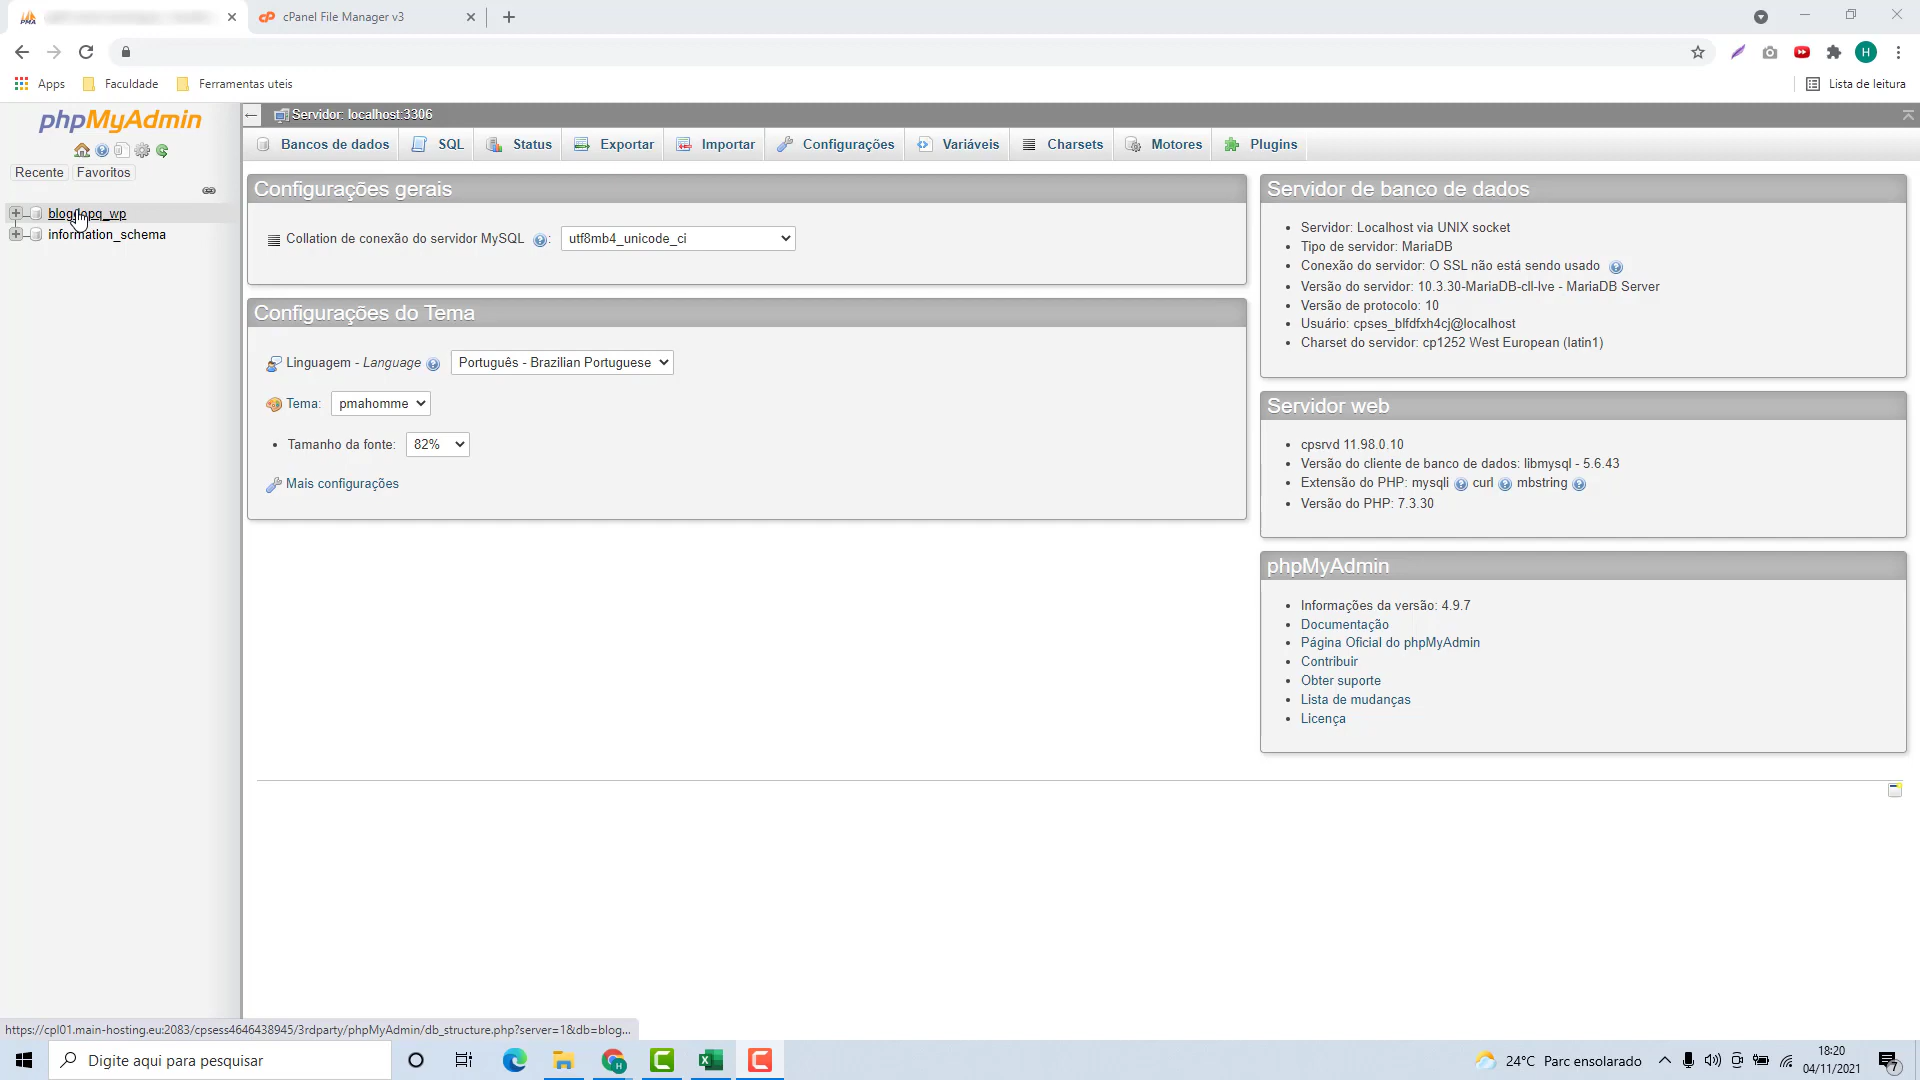 cPanel File Manager v3
H
Apps
Faculdade
Ferramentas uteis
Lista de leitura
phpMyAdmin
Recente
Favoritos
information_schema
Servidor: localhost:3306
Bancos de dados
SQL
Status
Exportar
Importar
Configurações
Variáveis
Charsets
Motores
Plugins
Configurações gerais
Collation de conexão do servidor MySQL
:
utf8mb4_unicode_ci
Configurações do Tema
Linguagem - Language
Português - Brazilian Portuguese
Tema:
pmahomme
• Tamanho da fonte:
82%
Mais configurações
Servidor de banco de dados
• Servidor: Localhost via UNIX socket
• Tipo de servidor: MariaDB
• Conexão do servidor: O SSL não está sendo usado
• Versão do servidor: 10.3.30-MariaDB-cll-lve - MariaDB Server
• Versão de protocolo: 10
• Usuário: cpses_blfdfxh4cj@localhost
• Charset do servidor: cp1252 West European (latin1)
Servidor web
• cpsrvd 11.98.0.10
• Versão do cliente de banco de dados: libmysql - 5.6.43
• Extensão do PHP: mysqli curl mbstring
• Versão do PHP: 7.3.30
phpMyAdmin
• Informações da versão: 4.9.7
• Documentação
• Página Oficial do phpMyAdmin
• Contribuir
• Obter suporte
• Lista de mudanças
• Licença
https://cpl01.main-hosting.eu:2083/cpsess4646438945/3rdparty/phpMyAdmin/db_structure.php?server=1&db=blog...
Digite aqui para pesquisar
24°C Parc ensolarado
18:20
04/11/2021
7